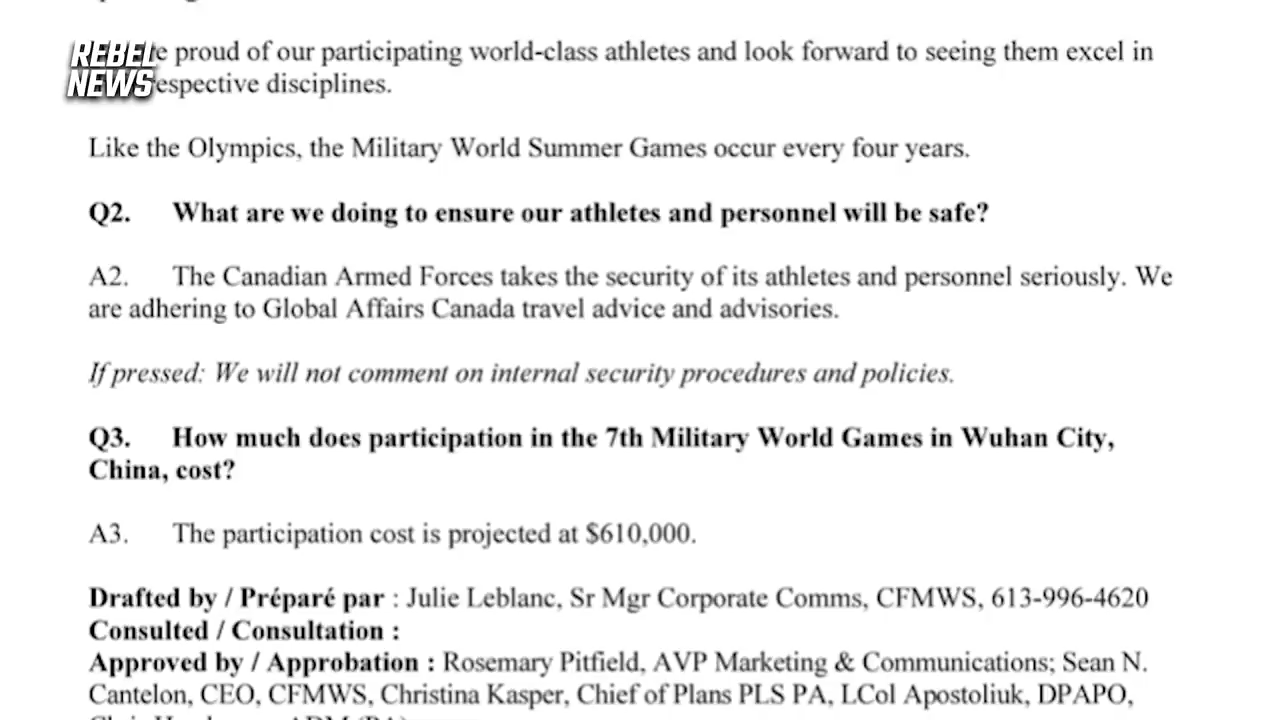 REBEL
NEWS
e proud of our participating world-class athletes and look forward to seeing them excel in
espective disciplines.
Like the Olympics, the Military World Summer Games occur every four years.
Q2. What are we doing to ensure our athletes and personnel will be safe?
A2. The Canadian Armed Forces takes the security of its athletes and personnel seriously. We
are adhering to Global Affairs Canada travel advice and advisories.
If pressed: We will not comment on internal security procedures and policies.
Q3. How much does participation in the 7th Military World Games in Wuhan City,
China, cost?
A3. The participation cost is projected at $610,000.
Drafted by / Préparé par : Julie Leblanc, Sr Mgr Corporate Comms, CFMWS, 613-996-4620
Consulted / Consultation :
Approved by / Approbation : Rosemary Pitfield, AVP Marketing & Communications; Sean N.
Cantelon, CEO, CFMWS, Christina Kasper, Chief of Plans PLS PA, LCol Apostoliuk, DPAPO,